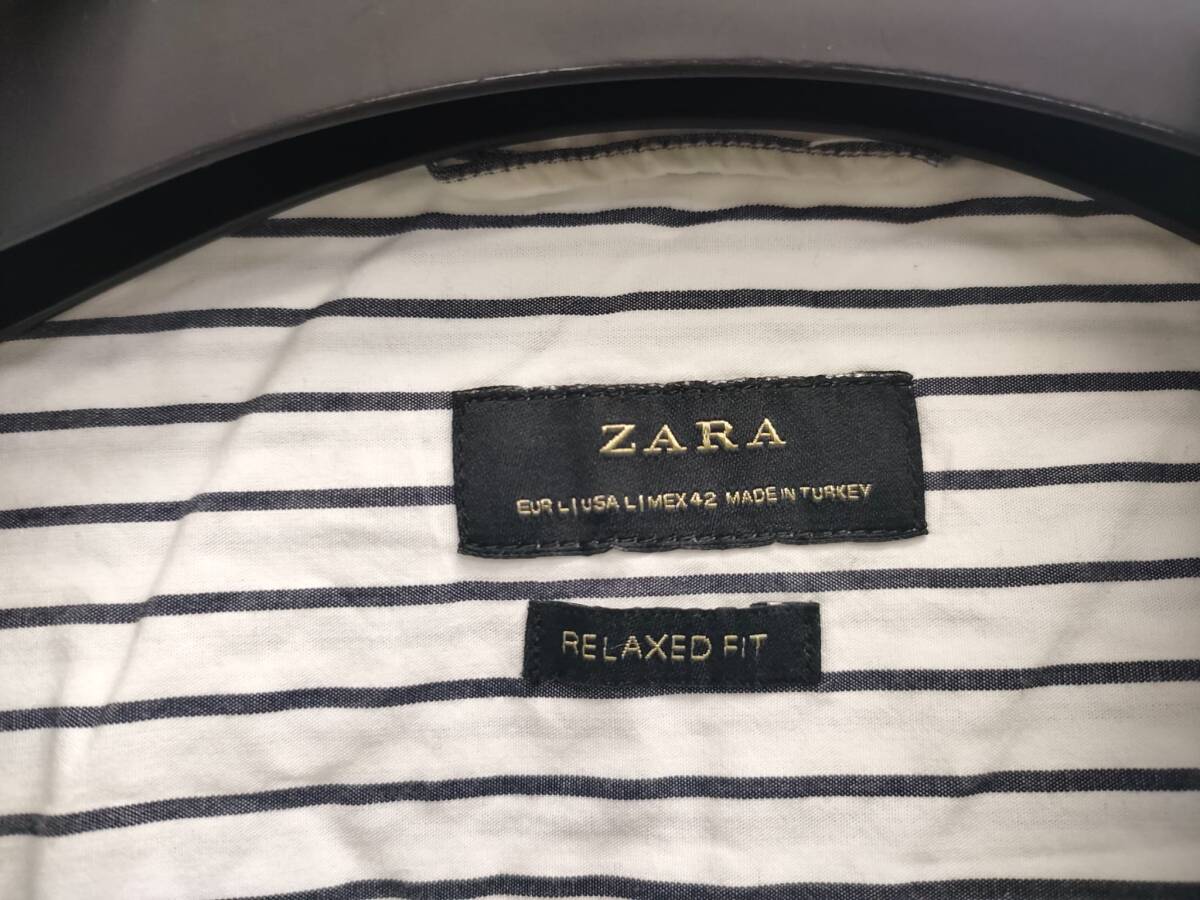 ZARA
EUR L | USA L | MEX 42 MADE IN TURKEY
RELAXED FIT